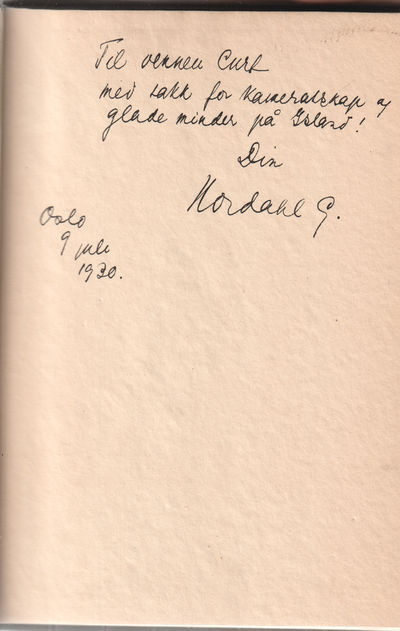 Til vennen Curt
med takk for kameratskap og
glade minder på Island!
Din
Nordahl G.
Oslo
9 juli
1930.